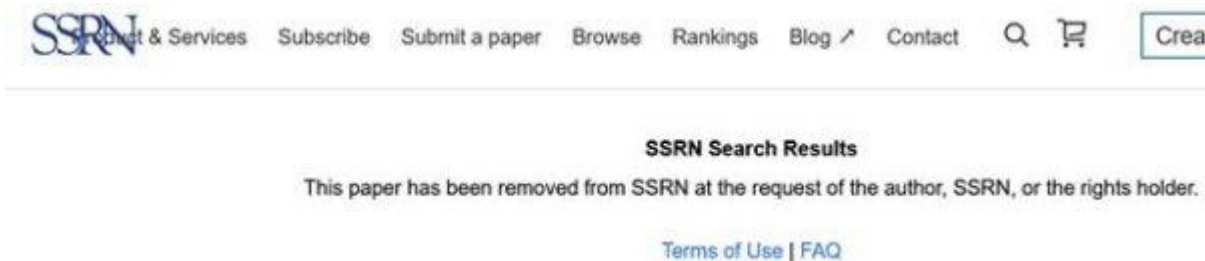 SSRN Product & Services Subscribe Submit a paper Browse Rankings Blog ↗ Contact Crea
SSRN Search Results
This paper has been removed from SSRN at the request of the author, SSRN, or the rights holder.
Terms of Use | FAQ